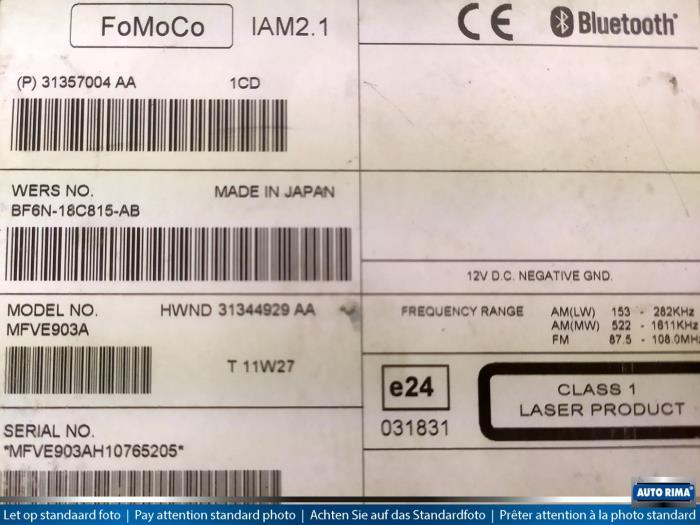 FoMoCo IAM2.1
CE Bluetooth®
(P) 31357004 AA 1CD
WERS NO. MADE IN JAPAN
BF6N-18C815-AB
12V D.C. NEGATIVE GND.
MODEL NO. HWND 31344929 AA
MFVE903A
FREQUENCY RANGE AM(LW) 153 - 282KHz
AM(MW) 522 - 1611KHz
FM 87.5 - 108.0MHz
T 11W27
e24
031831
CLASS 1
LASER PRODUCT
SERIAL NO.
*MFVE903AH10765205*
AUTO RIMA®
Let op standaard foto | Pay attention standard photo | Achten Sie auf das Standardfoto | Prêter attention à la photo standard